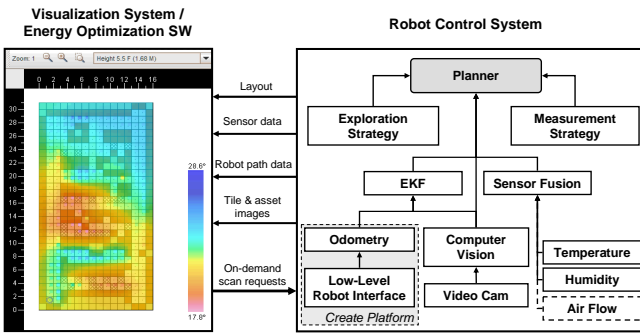 Visualization System /
Energy Optimization SW
Robot Control System
Zoom: 1
Height 5.5 F (1.68 M)
0 2 4 6 8 10 12 14 16
30
28
26
24
22
20
18
16
14
12
10
8
6
4
2
0
28.6°
17.8°
Layout
Sensor data
Robot path data
Tile & asset
images
On-demand
scan requests
Planner
Exploration
Strategy
Measurement
Strategy
EKF
Sensor Fusion
Odometry
Computer
Vision
Low-Level
Robot Interface
Video Cam
Create Platform
Temperature
Humidity
Air Flow